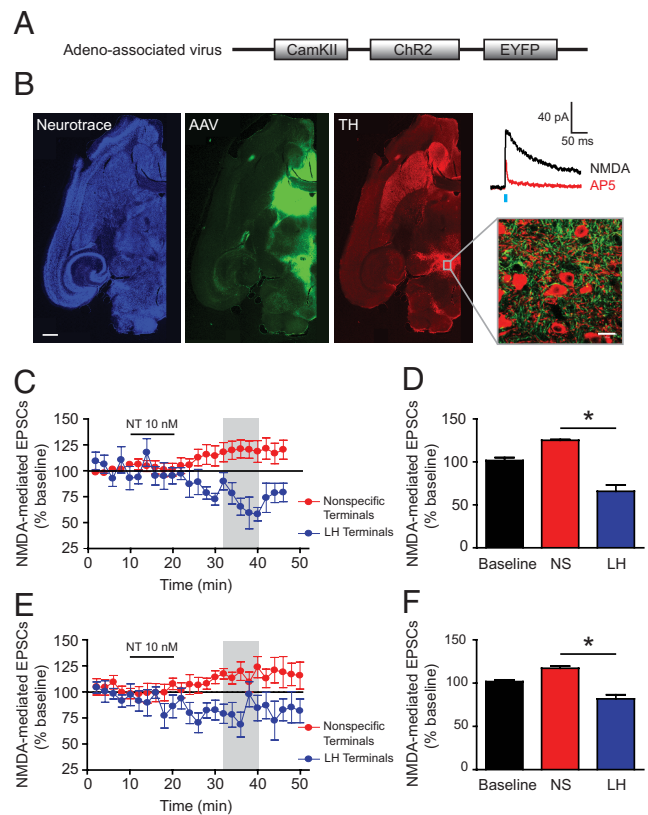 A
Adeno-associated virus
CamKII
ChR2
EYFP
B
Neurotrace
AAV
TH
40 pA
50 ms
NMDA
AP5
C
NMDA-mediated EPSCs
(% baseline)
150
125
100
75
50
25
NT 10 nM
0 10 20 30 40 50
Time (min)
Nonspecific
Terminals
LH Terminals
D
NMDA-mediated EPSCs
(% baseline)
150
100
50
0
*
Baseline NS LH
E
NMDA-mediated EPSCs
(% baseline)
150
125
100
75
50
25
NT 10 nM
0 10 20 30 40 50
Time (min)
Nonspecific
Terminals
LH Terminals
F
NMDA-mediated EPSCs
(% baseline)
150
100
50
0
*
Baseline NS LH